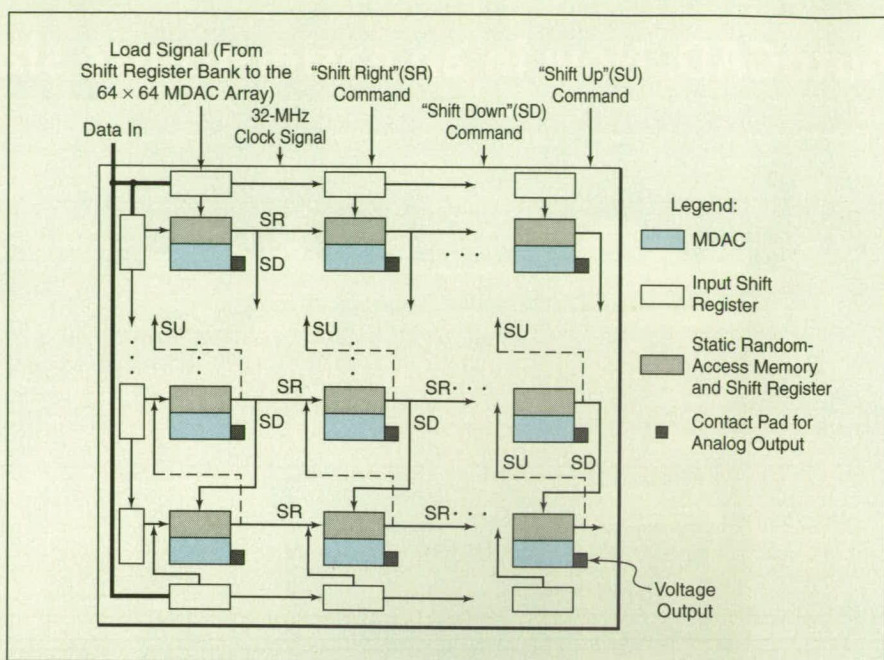 Load Signal (From
Shift Register Bank to the
64 × 64 MDAC Array)
"Shift Right"(SR)
Command
"Shift Up"(SU)
Command
Data In
32-MHz
Clock Signal
"Shift Down"(SD)
Command
SR
SD
SU
SU
SU
SR
SD
SR
SD
SU
SD
SR
SR
Legend:
MDAC
Input Shift
Register
Static Random-
Access Memory
and Shift Register
Contact Pad for
Analog Output
Voltage
Output